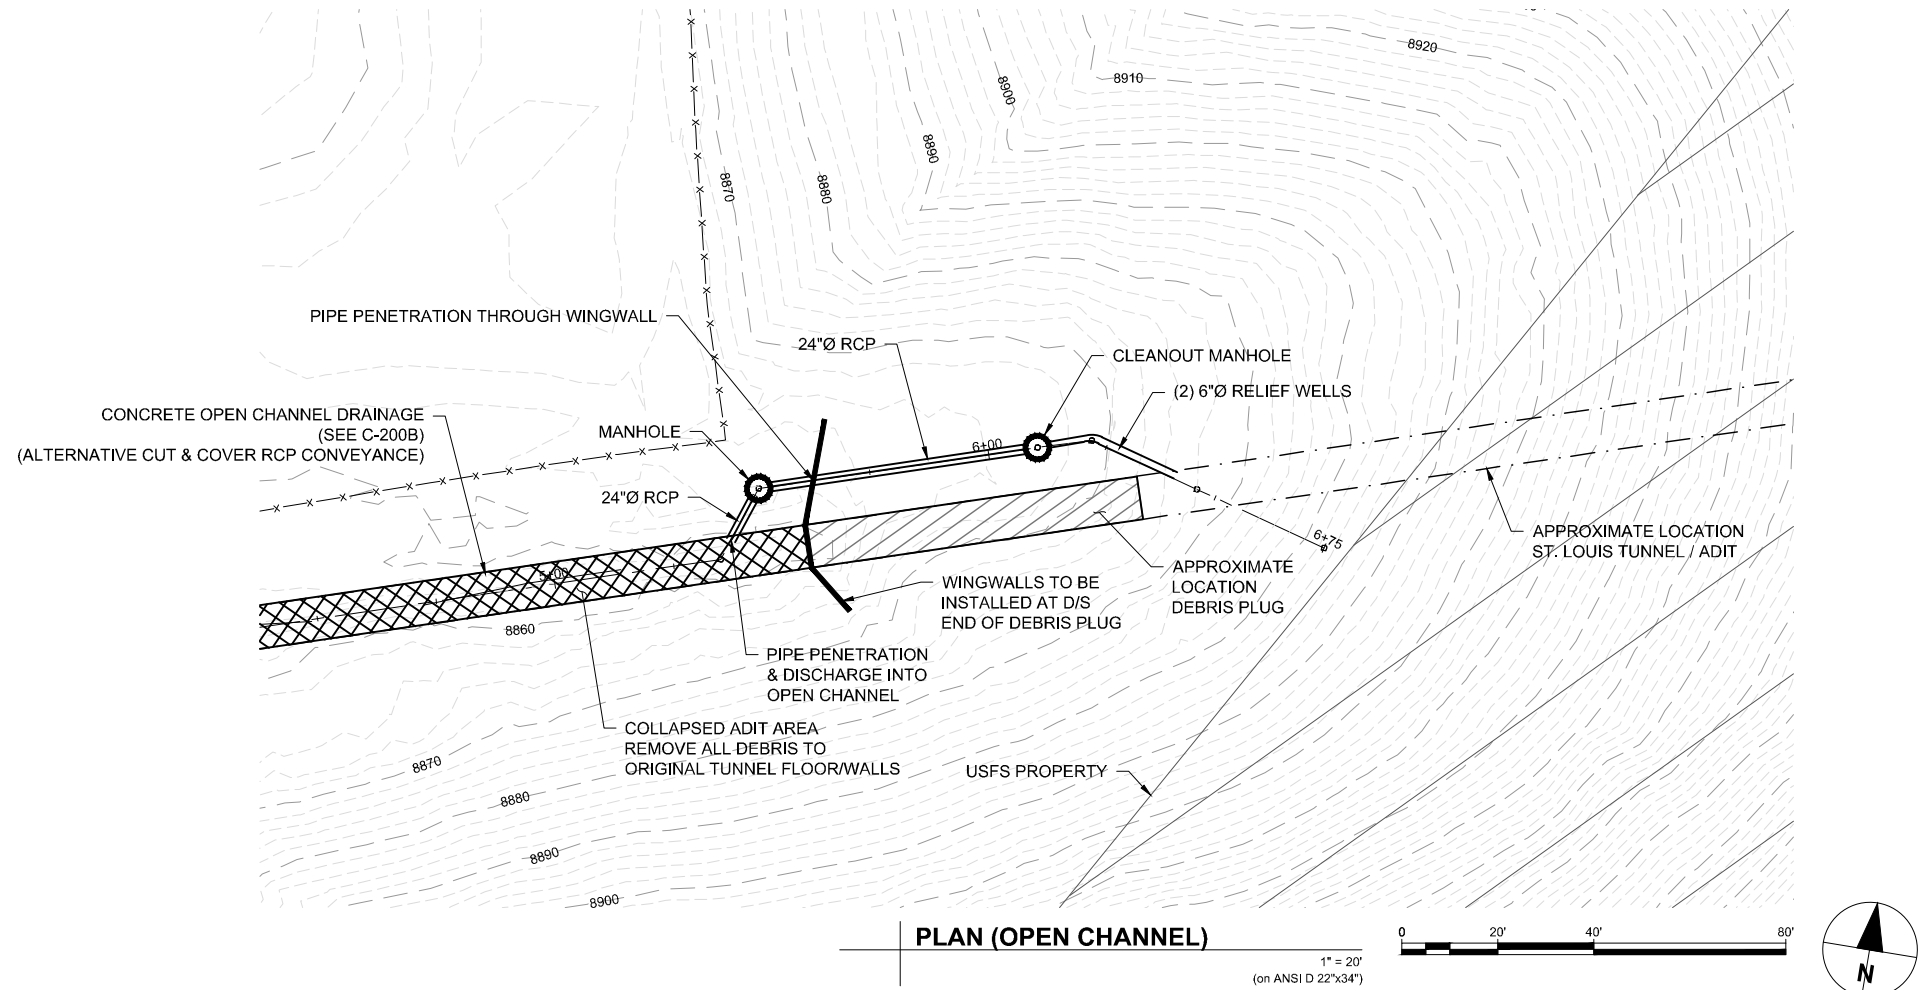 8920
8910
8900
8890
8880
8870
PIPE PENETRATION THROUGH WINGWALL
24"Ø RCP
CLEANOUT MANHOLE
(2) 6"Ø RELIEF WELLS
CONCRETE OPEN CHANNEL DRAINAGE
(SEE C-200B)
(ALTERNATIVE CUT & COVER RCP CONVEYANCE)
MANHOLE
6+00
24"Ø RCP
6+75
APPROXIMATE LOCATION
ST. LOUIS TUNNEL / ADIT
5+00
APPROXIMATE
LOCATION
DEBRIS PLUG
WINGWALLS TO BE
INSTALLED AT D/S
END OF DEBRIS PLUG
8860
PIPE PENETRATION
& DISCHARGE INTO
OPEN CHANNEL
COLLAPSED ADIT AREA
REMOVE ALL DEBRIS TO
ORIGINAL TUNNEL FLOOR/WALLS
USFS PROPERTY
8870
8880
8890
8900
PLAN (OPEN CHANNEL)
1" = 20'
(on ANSI D 22"x34")
0 20' 40' 80'
N